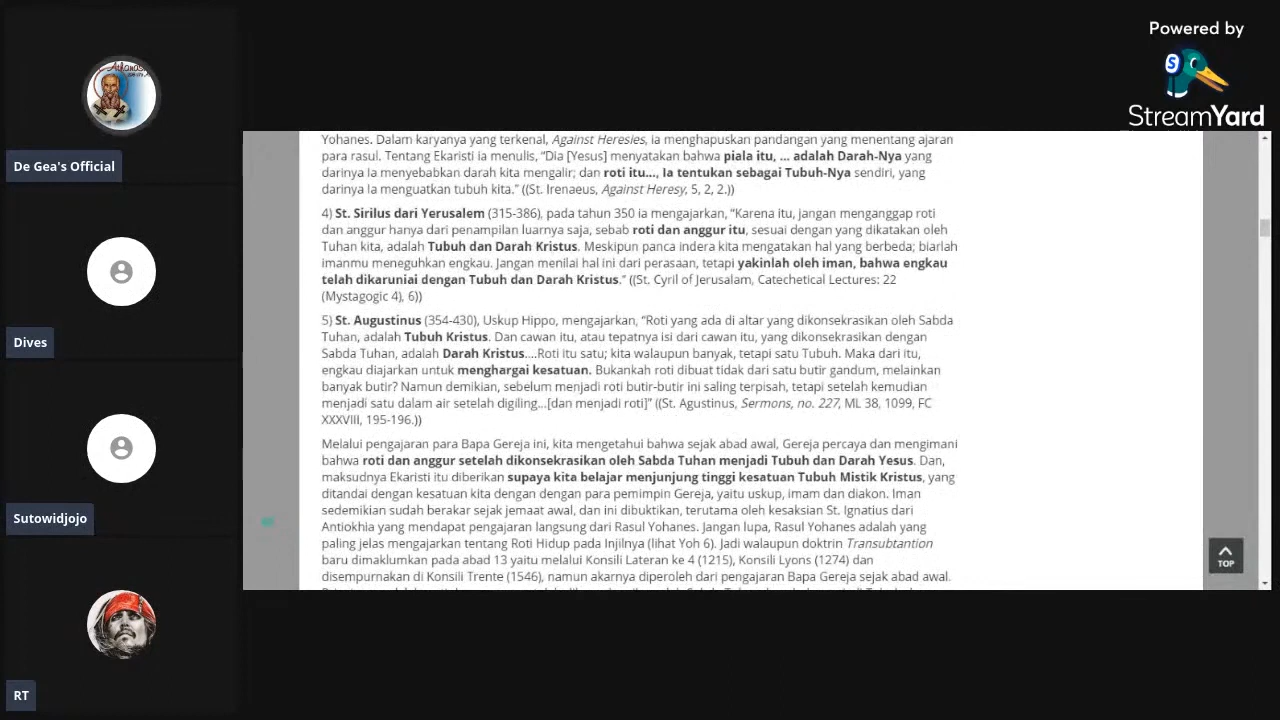 Powered by
StreamYard
De Gea's Official
Dives
Sutowidjojo
RT
Yohanes. Dalam karyanya yang terkenal, Against Heresies, ia menghapuskan pandangan yang menentang ajaran
para rasul. Tentang Ekaristi ia menulis, “Dia [Yesus] menyatakan bahwa piala itu, … adalah Darah-Nya yang
darinya Ia menyebabkan darah kita mengalir; dan roti itu…, Ia tentukan sebagai Tubuh-Nya sendiri, yang
darinya Ia menguatkan tubuh kita.” ((St. Irenaeus, Against Heresy, 5, 2, 2.))
4) St. Sirilus dari Yerusalem (315-386), pada tahun 350 ia mengajarkan, “Karena itu, jangan menganggap roti
dan anggur hanya dari penampilan luarnya saja, sebab roti dan anggur itu, sesuai dengan yang dikatakan oleh
Tuhan kita, adalah Tubuh dan Darah Kristus. Meskipun panca indera kita mengatakan hal yang berbeda; biarlah
imanmu meneguhkan engkau. Jangan menilai hal ini dari perasaan, tetapi yakinlah oleh iman, bahwa engkau
telah dikaruniai dengan Tubuh dan Darah Kristus.” ((St. Cyril of Jerusalem, Catechetical Lectures: 22
(Mystagogic 4), 6))
5) St. Augustinus (354-430), Uskup Hippo, mengajarkan, “Roti yang ada di altar yang dikonsekrasikan oleh Sabda
Tuhan, adalah Tubuh Kristus. Dan cawan itu, atau tepatnya isi dari cawan itu, yang dikonsekrasikan dengan
Sabda Tuhan, adalah Darah Kristus….Roti itu satu; kita walaupun banyak, tetapi satu Tubuh. Maka dari itu,
engkau diajarkan untuk menghargai kesatuan. Bukankah roti dibuat tidak dari satu butir gandum, melainkan
banyak butir? Namun demikian, sebelum menjadi roti butir-butir ini saling terpisah, tetapi setelah kemudian
menjadi satu dalam air setelah digiling…[dan menjadi roti]” ((St. Agustinus, Sermons, no. 227, ML 38, 1099, FC
XXXVIII, 195-196.))
Melalui pengajaran para Bapa Gereja ini, kita mengetahui bahwa sejak abad awal, Gereja percaya dan mengimani
bahwa roti dan anggur setelah dikonsekrasikan oleh Sabda Tuhan menjadi Tubuh dan Darah Yesus. Dan,
maksudnya Ekaristi itu diberikan supaya kita belajar menjunjung tinggi kesatuan Tubuh Mistik Kristus, yang
ditandai dengan kesatuan kita dengan dengan para pemimpin Gereja, yaitu uskup, imam dan diakon. Iman
sedemikian sudah berakar sejak jemaat awal, dan ini dibuktikan, terutama oleh kesaksian St. Ignatius dari
Antiokhia yang mendapat pengajaran langsung dari Rasul Yohanes. Jangan lupa, Rasul Yohanes adalah yang
paling jelas mengajarkan tentang Roti Hidup pada Injilnya (lihat Yoh 6). Jadi walaupun doktrin Transubtantion
baru dimaklumkan pada abad 13 yaitu melalui Konsili Lateran ke 4 (1215), Konsili Lyons (1274) dan
disempurnakan di Konsili Trente (1546), namun akarnya diperoleh dari pengajaran Bapa Gereja sejak abad awal.
TOP